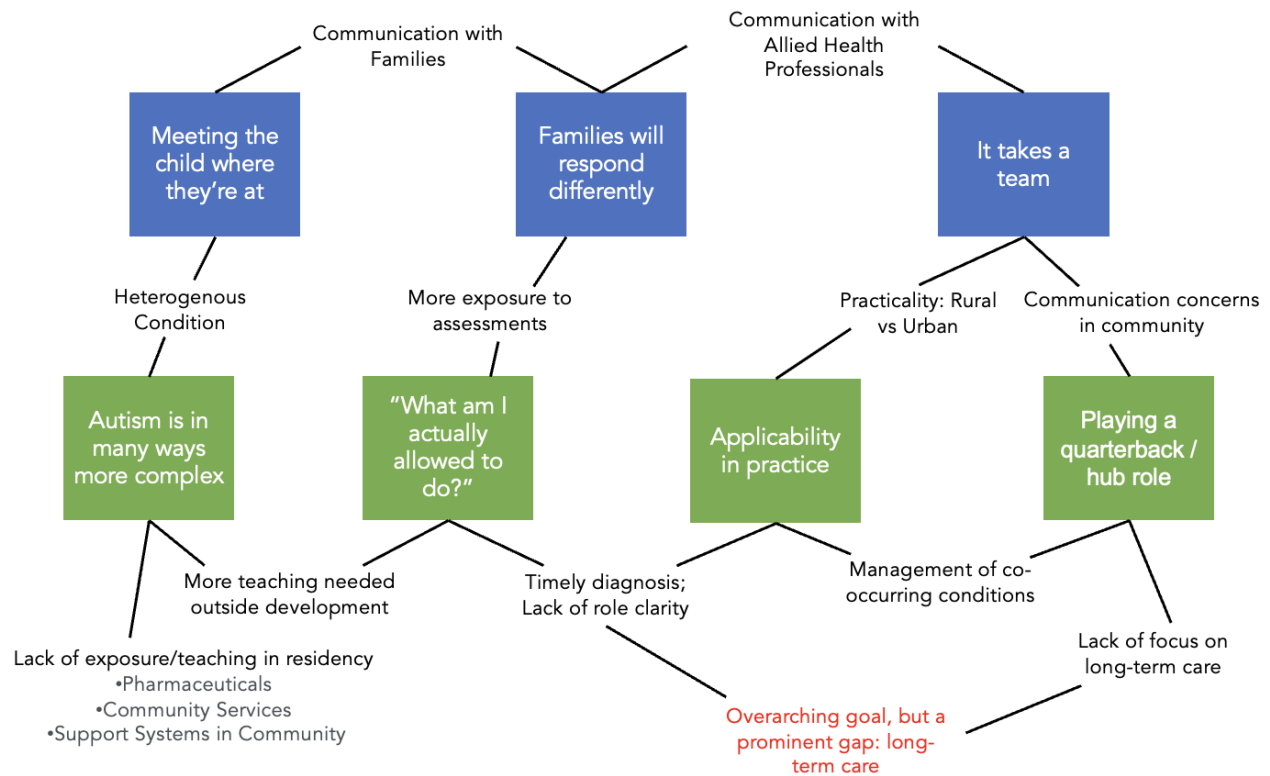 Communication with
Families
Communication with
Allied Health
Professionals
Meeting the
child where
they're at
Families will
respond
differently
It takes a
team
Heterogenous
Condition
More exposure to
assessments
Practicality: Rural
vs Urban
Communication concerns
in community
Autism is in
many ways
more complex
"What am I
actually
allowed to
do?"
Applicability
in practice
Playing a
quarterback /
hub role
More teaching needed
outside development
Timely diagnosis;
Lack of role clarity
Management of co-
occurring conditions
Lack of exposure/teaching in residency
•Pharmaceuticals
•Community Services
•Support Systems in Community
Lack of focus on
long-term care
Overarching goal, but a
prominent gap: long-
term care